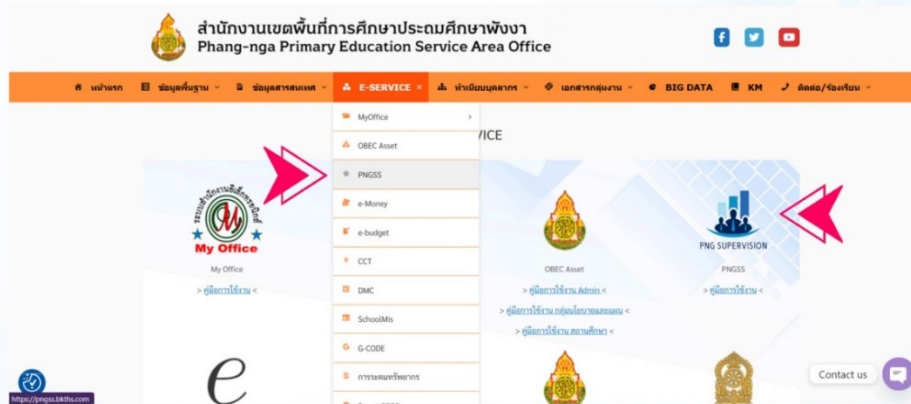 สำนักงานเขตพื้นที่การศึกษาประถมศึกษาพังงา
Phang-nga Primary Education Service Area Office
หน้าแรก ข้อมูลพื้นฐาน ข้อมูลสารสนเทศ E-SERVICE ทำเนียบบุคลากร เอกสารกลุ่มงาน BIG DATA KM ติดต่อ/ร้องเรียน
MyOffice
VICE
OBEC Asset
PNGSS
e-Money
e-budget
CCT
DMC
SchoolMis
G-CODE
การระดมทรัพยากร
My Office
My Office
> คู่มือการใช้งาน <
OBEC Asset
> คู่มือการใช้งาน Admin <
> คู่มือการใช้งาน กลุ่มนโยบายและแผน <
> คู่มือการใช้งาน สถานศึกษา <
PNG SUPERVISION
PNGSS
> คู่มือการใช้งาน <
e
Contact us
https://pngss.bkths.com